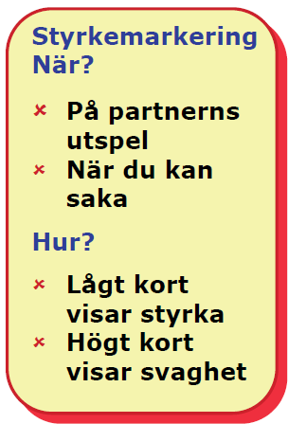 Styrkemarkering
När?
På partnerns
utspel
När du kan
saka
Hur?
Lågt kort
visar styrka
Högt kort
visar svaghet